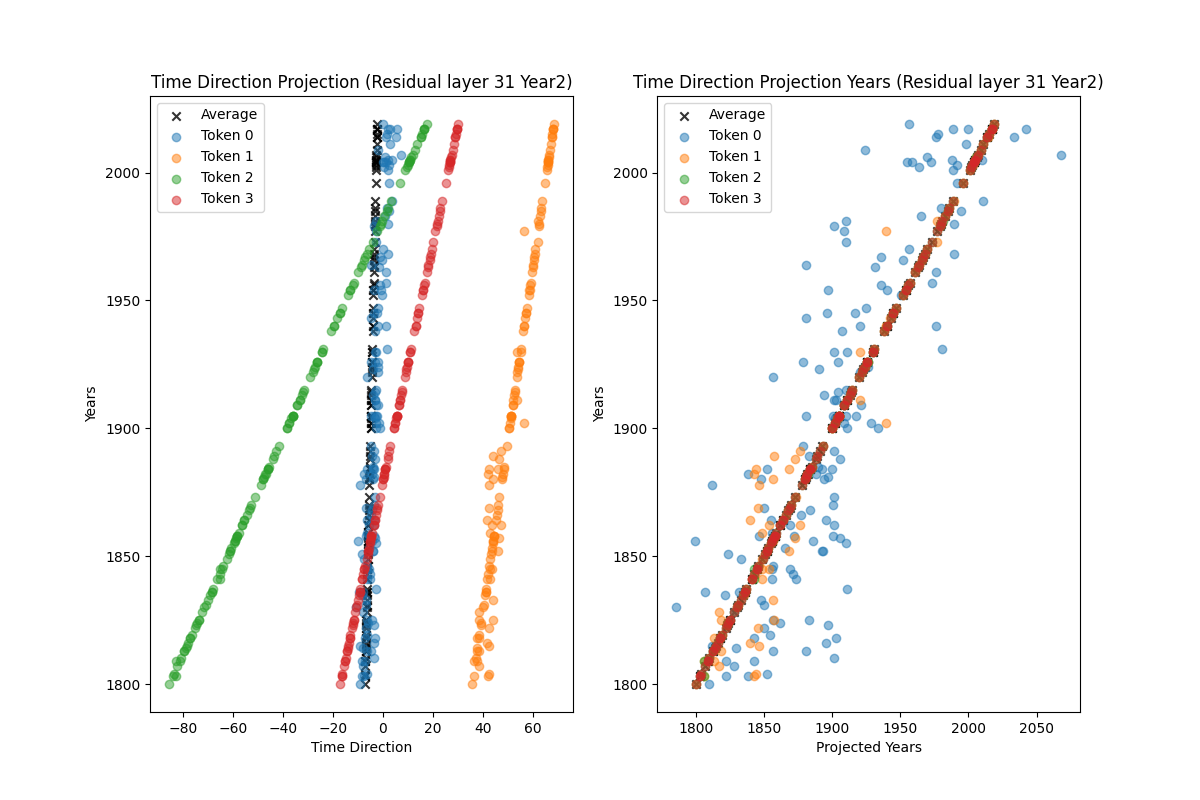 Time Direction Projection (Residual layer 31 Year2)
Average
Token 0
Token 1
Token 2
Token 3
2000
1950
1900
1850
1800
Years
−80
−60
−40
−20
0
20
40
60
Time Direction
Time Direction Projection Years (Residual layer 31 Year2)
Average
Token 0
Token 1
Token 2
Token 3
2000
1950
1900
1850
1800
Years
1800
1850
1900
1950
2000
2050
Projected Years